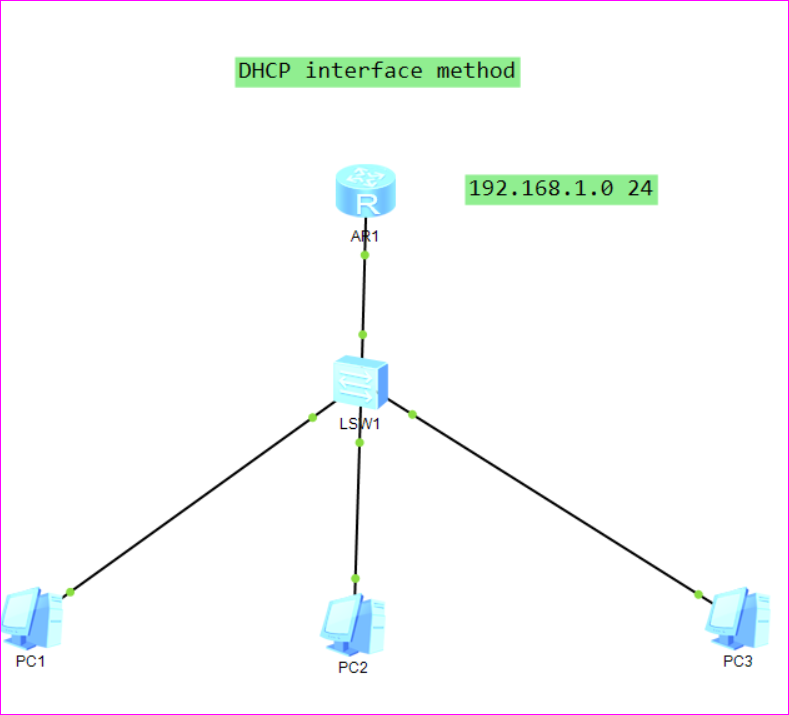 DHCP interface method
192.168.1.0 24
R
AR1
LSW1
PC1
PC2
PC3